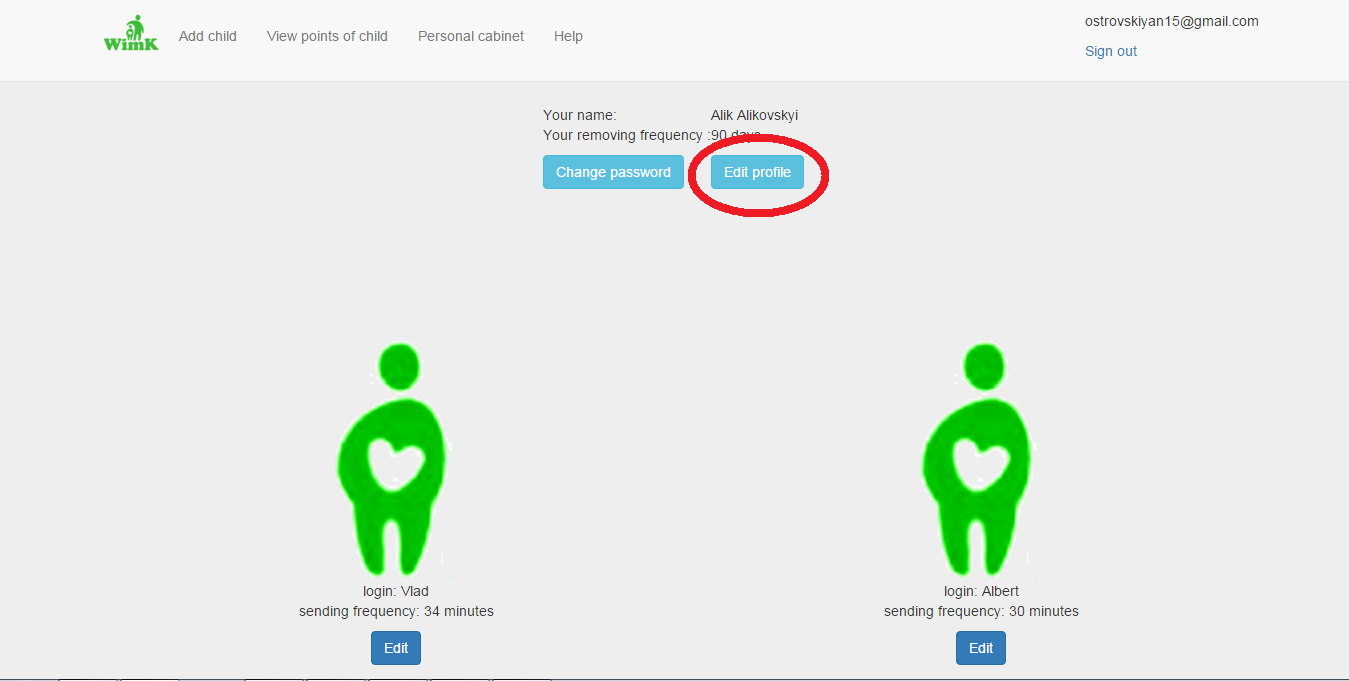 WimK
Add child
View points of child
Personal cabinet
Help
ostrovskiyan15@gmail.com
Sign out
Your name: Alik Alikovskyi
Your removing frequency :90 days
Change password
Edit profile
login: Vlad
sending frequency: 34 minutes
Edit
login: Albert
sending frequency: 30 minutes
Edit